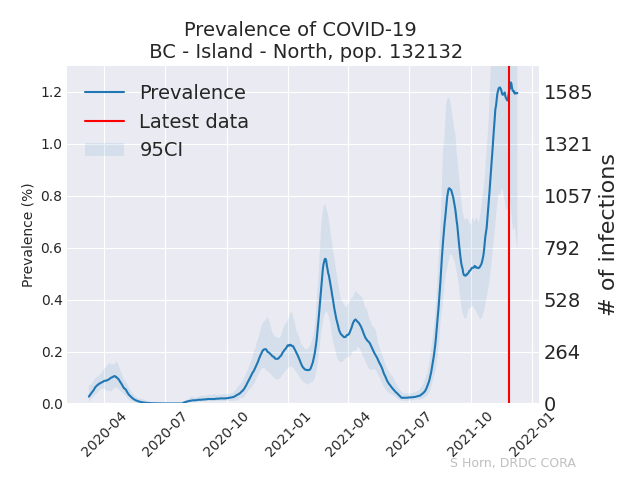 Prevalence of COVID-19
BC - Island - North, pop. 132132
Prevalence
Latest data
95CI
Prevalence (%)
1.2
1.0
0.8
0.6
0.4
0.2
0.0
1585
1321
1057
792
528
264
0
# of infections
2020-04
2020-07
2020-10
2021-01
2021-04
2021-07
2021-10
2022-01
S Horn, DRDC CORA